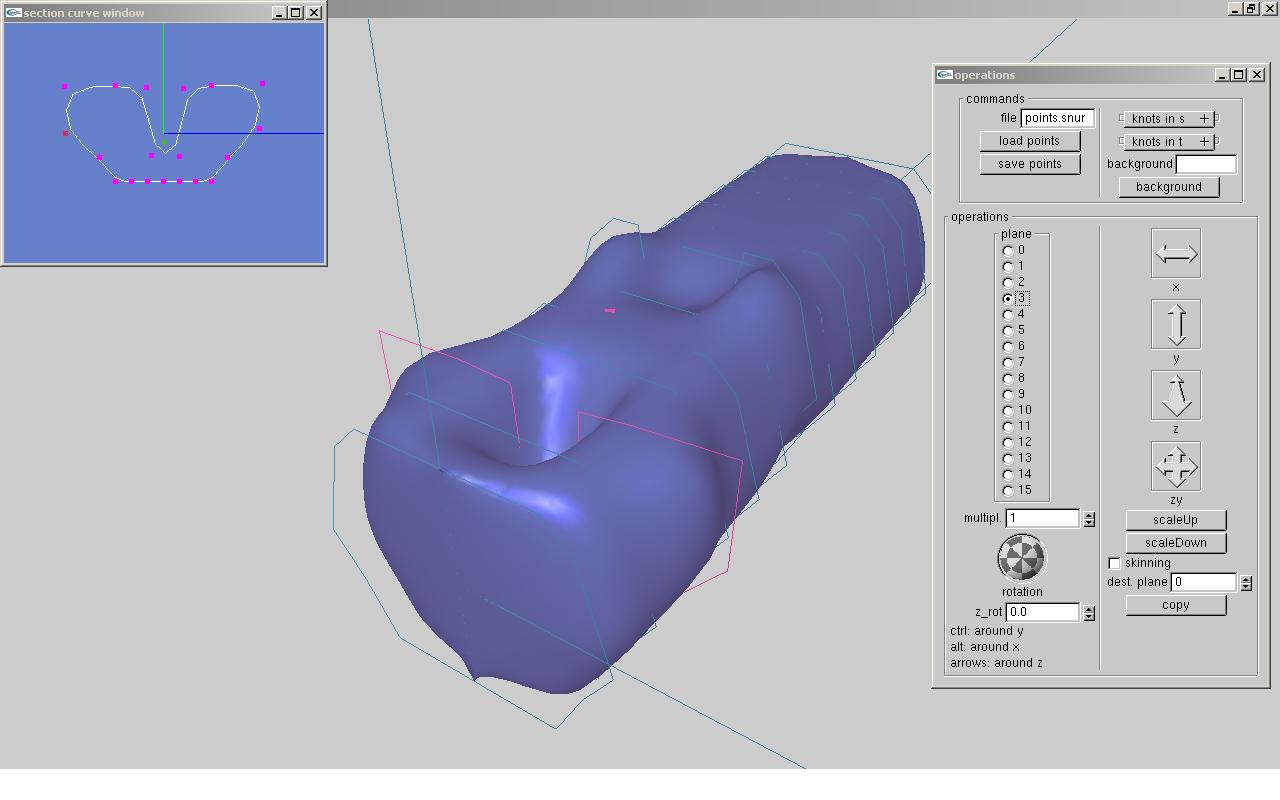 section curve window
operations
commands
file points.snur
load points
save points
knots in s +
knots in t +
background
background
operations
plane
0
1
2
3
4
5
6
7
8
9
10
11
12
13
14
15
multipl. 1
rotation
z_rot 0.0
ctrl: around y
alt: around x
arrows: around z
x
y
z
zy
scaleUp
scaleDown
skinning
dest. plane 0
copy